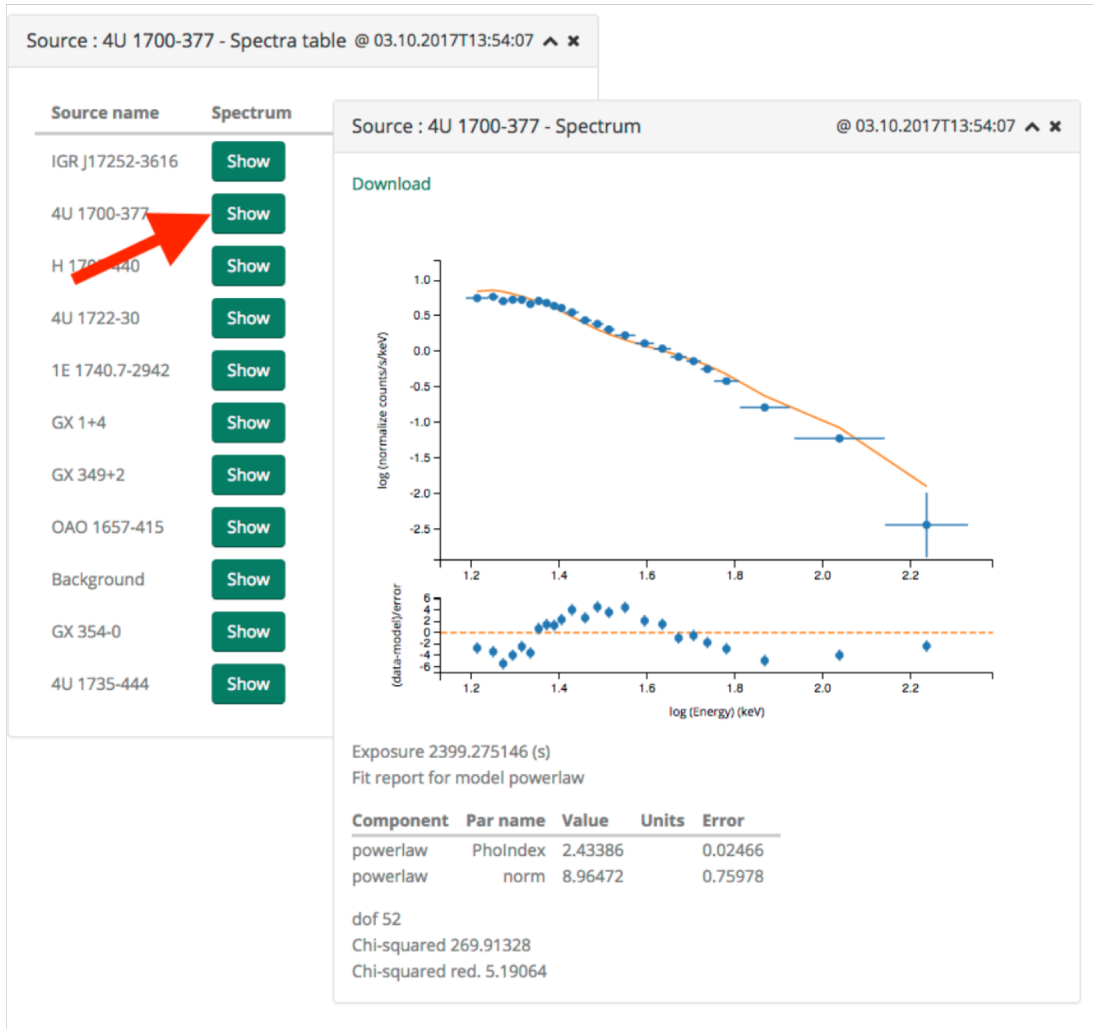 Source : 4U 1700-377 - Spectra table @ 03.10.2017T13:54:07
Source name Spectrum
IGR J17252-3616 Show
4U 1700-377 Show
H 440 Show
4U 1722-30 Show
1E 1740.7-2942 Show
GX 1+4 Show
GX 349+2 Show
OAO 1657-415 Show
Background Show
GX 354-0 Show
4U 1735-444 Show
Source : 4U 1700-377 - Spectrum @ 03.10.2017T13:54:07
Download
log (normalize counts/s/keV)
1.0
0.5
0.0
-0.5
-1.0
-1.5
-2.0
-2.5
1.2 1.4 1.6 1.8 2.0 2.2
(data-model)/error
6
4
2
0
-2
-4
-6
1.2 1.4 1.6 1.8 2.0 2.2
log (Energy) (keV)
Exposure 2399.275146 (s)
Fit report for model powerlaw
Component Par name Value Units Error
powerlaw PhoIndex 2.43386 0.02466
powerlaw norm 8.96472 0.75978
dof 52
Chi-squared 269.91328
Chi-squared red. 5.19064